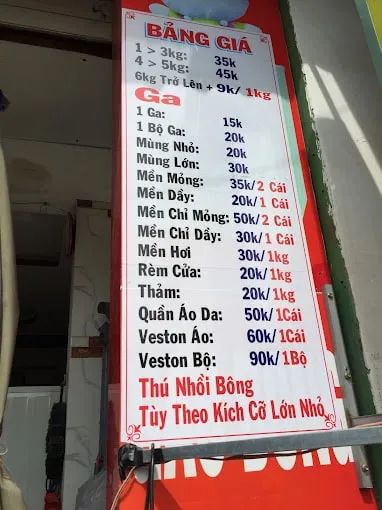 BẢNG GIÁ
1 > 3kg: 35k
4 > 5kg: 45k
6kg Trở Lên + 9k/ 1kg
Ga
1 Ga: 15k
1 Bộ Ga: 20k
Mùng Nhỏ: 20k
Mùng Lớn: 30k
Mền Mỏng: 35k/ 2 Cái
Mền Dầy: 20k/ 1 Cái
Mền Chỉ Mỏng: 50k/ 2 Cái
Mền Chỉ Dầy: 30k/ 1 Cái
Mền Hơi 30k/ 1kg
Rèm Cửa: 20k/ 1kg
Thảm: 20k/ 1kg
Quần Áo Da: 50k/ 1Cái
Veston Áo: 60k/ 1Cái
Veston Bộ: 90k/ 1Bộ
Thú Nhồi Bông
Tùy Theo Kích Cỡ Lớn Nhỏ